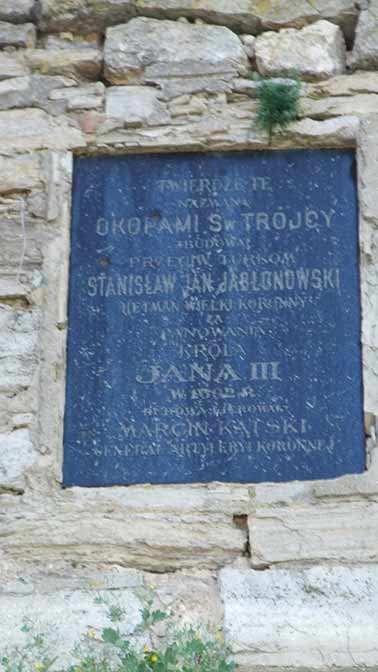 TWIERDZĘ TĘ
NAZWANĄ
OKOPAMI ŚW TRÓJCY
ZBUDOWAŁ
PRZECIW TURKOM
STANISŁAW JAN JABŁONOWSKI
HETMAN WIELKI KORONNY
ZA
PANOWANIA
KRÓLA
JANA III
W 1692 R.
BUDOWĄ KIEROWAŁ
MARCIN KĄTSKI
GENERAŁ ARTYLERYI KORONNEJ